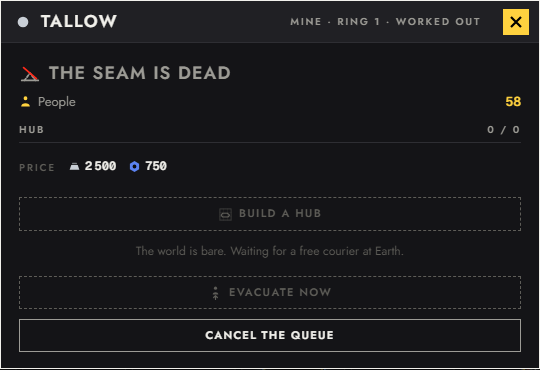 TALLOW
MINE · RING 1 · WORKED OUT
THE SEAM IS DEAD
People 58
HUB 0 / 0
PRICE 2 500 750
BUILD A HUB
The world is bare. Waiting for a free courier at Earth.
EVACUATE NOW
CANCEL THE QUEUE